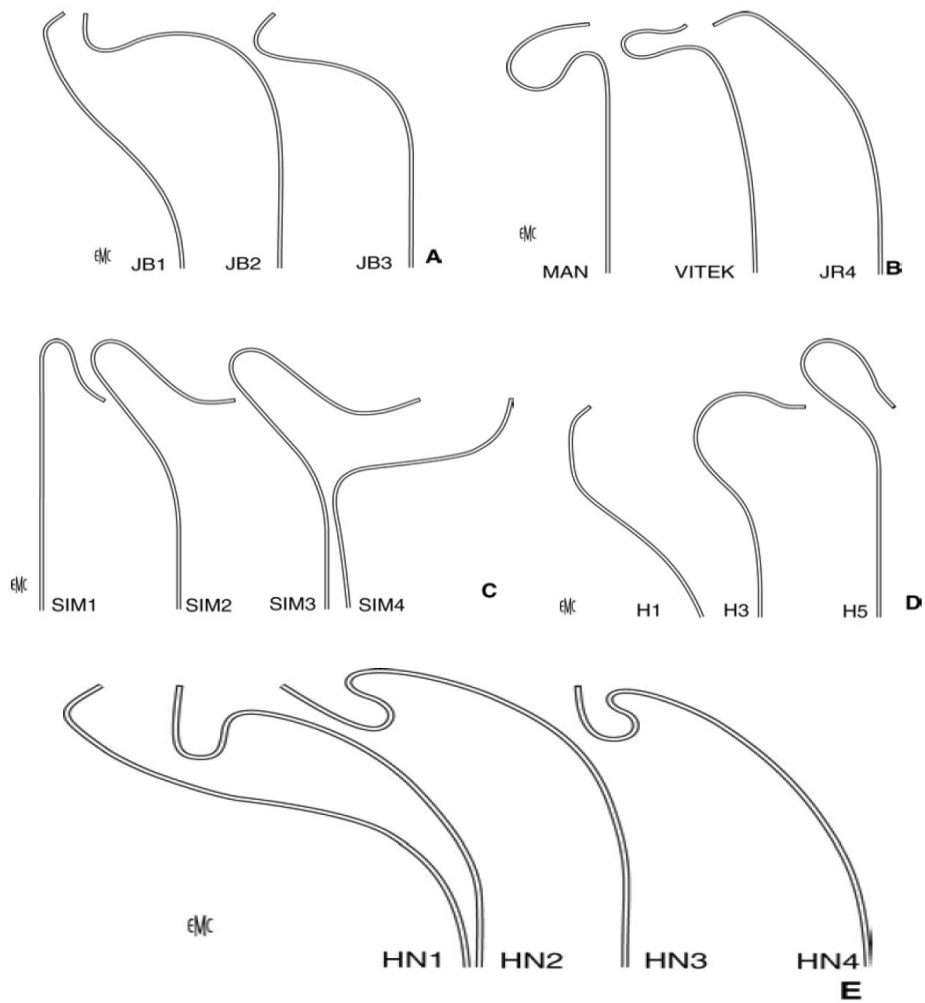 EMC JB1 JB2 JB3 A
EMC
MAN VITEK JR4 B
EMC SIM1 SIM2 SIM3 SIM4 C
EMC H1 H3 H5 D
EMC
HN1 HN2 HN3 HN4
E